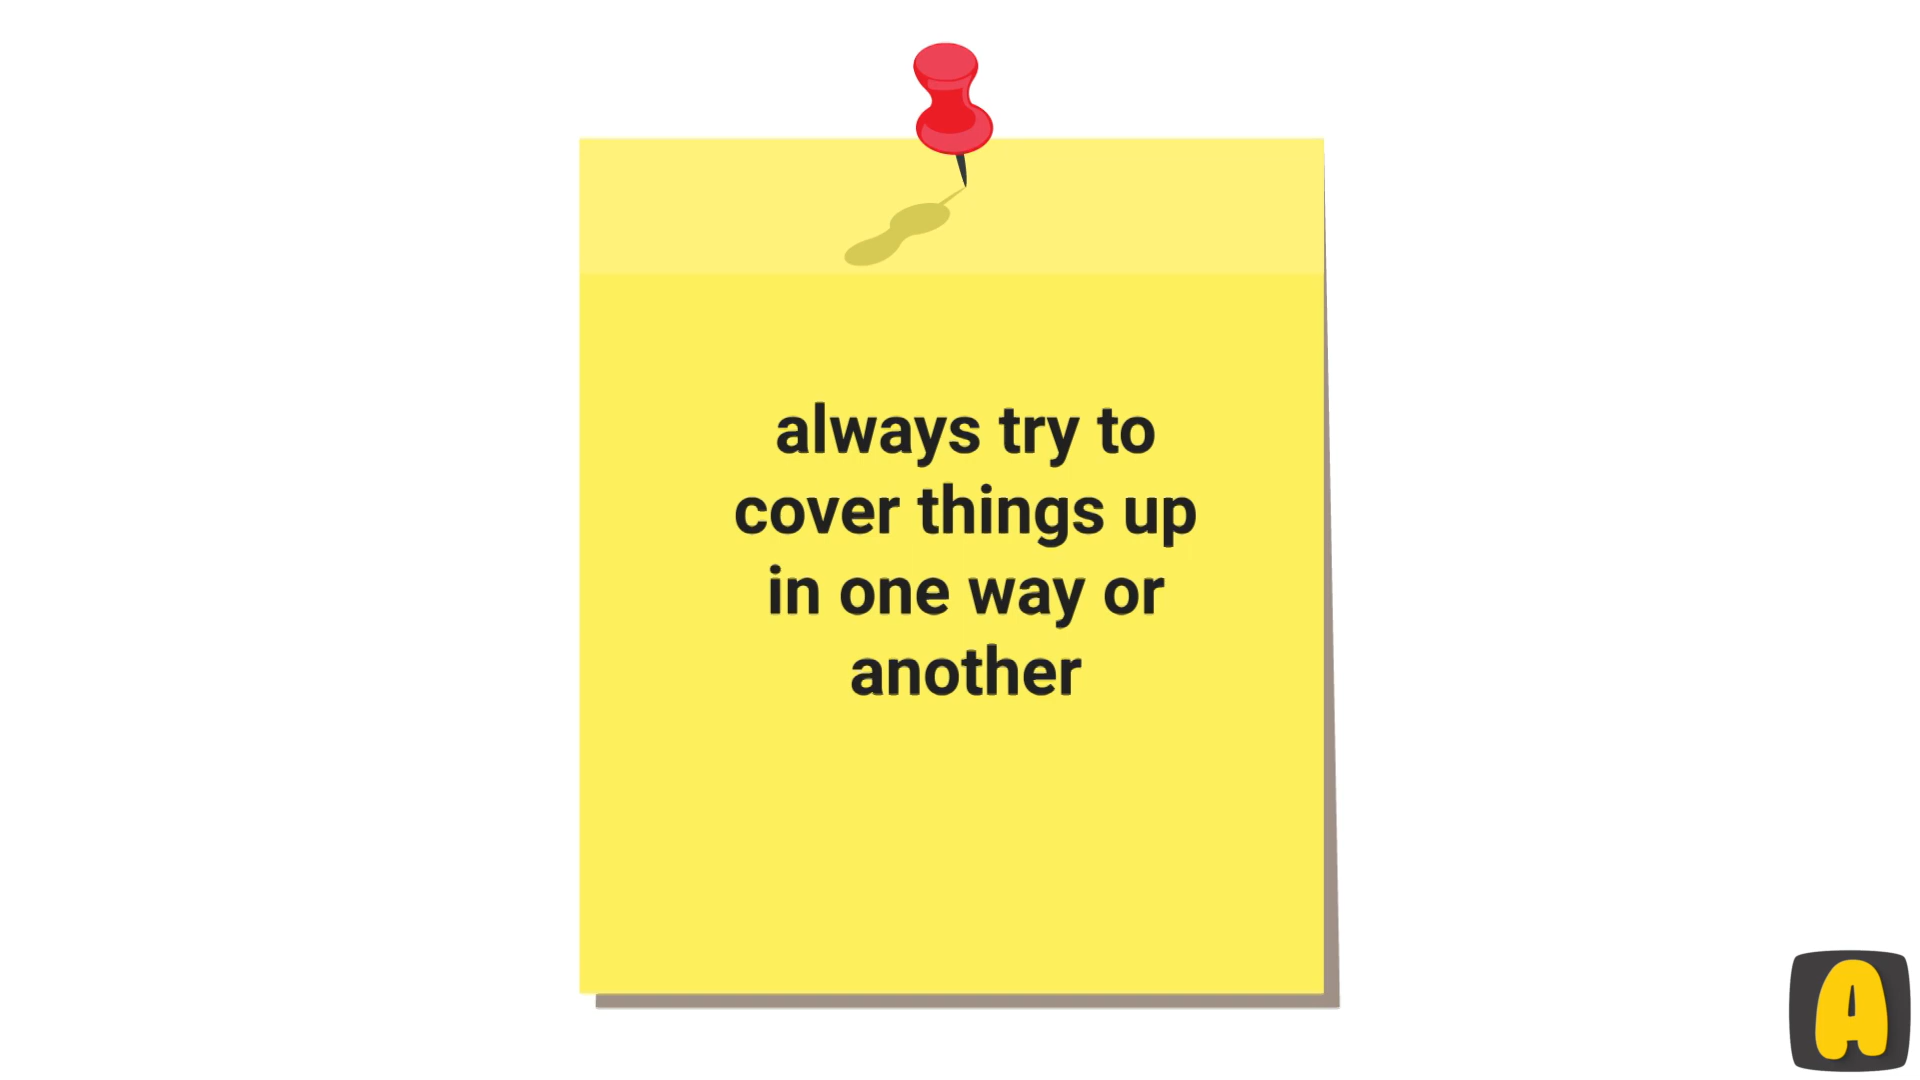 always try to
cover things up
in one way or
another
A